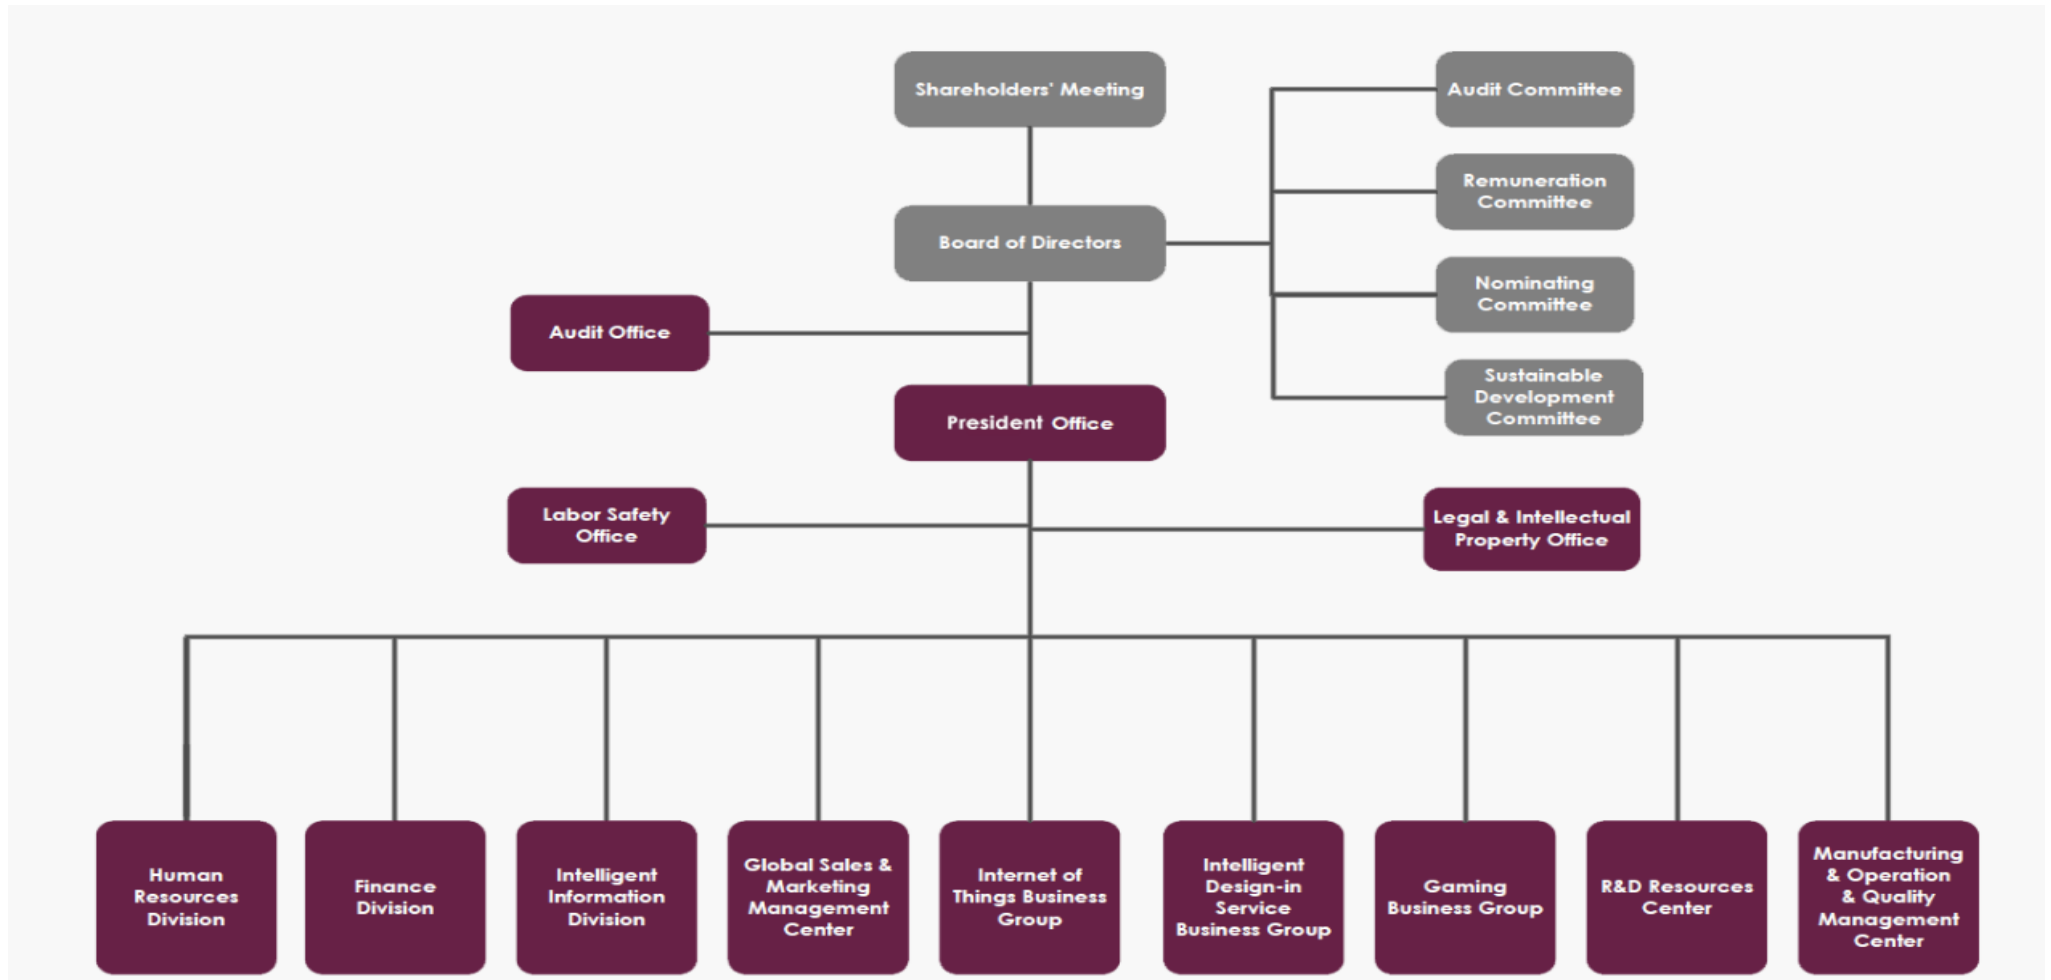 Shareholders' Meeting
Audit Committee
Remuneration
Committee
Board of Directors
Nominating
Committee
Audit Office
Sustainable
Development
Committee
President Office
Labor Safety
Office
Legal & Intellectual
Property Office
Human
Resources
Division
Finance
Division
Intelligent
Information
Division
Global Sales &
Marketing
Management
Center
Internet of
Things Business
Group
Intelligent
Design-in
Service
Business Group
Gaming
Business Group
R&D Resources
Center
Manufacturing
& Operation
& Quality
Management
Center